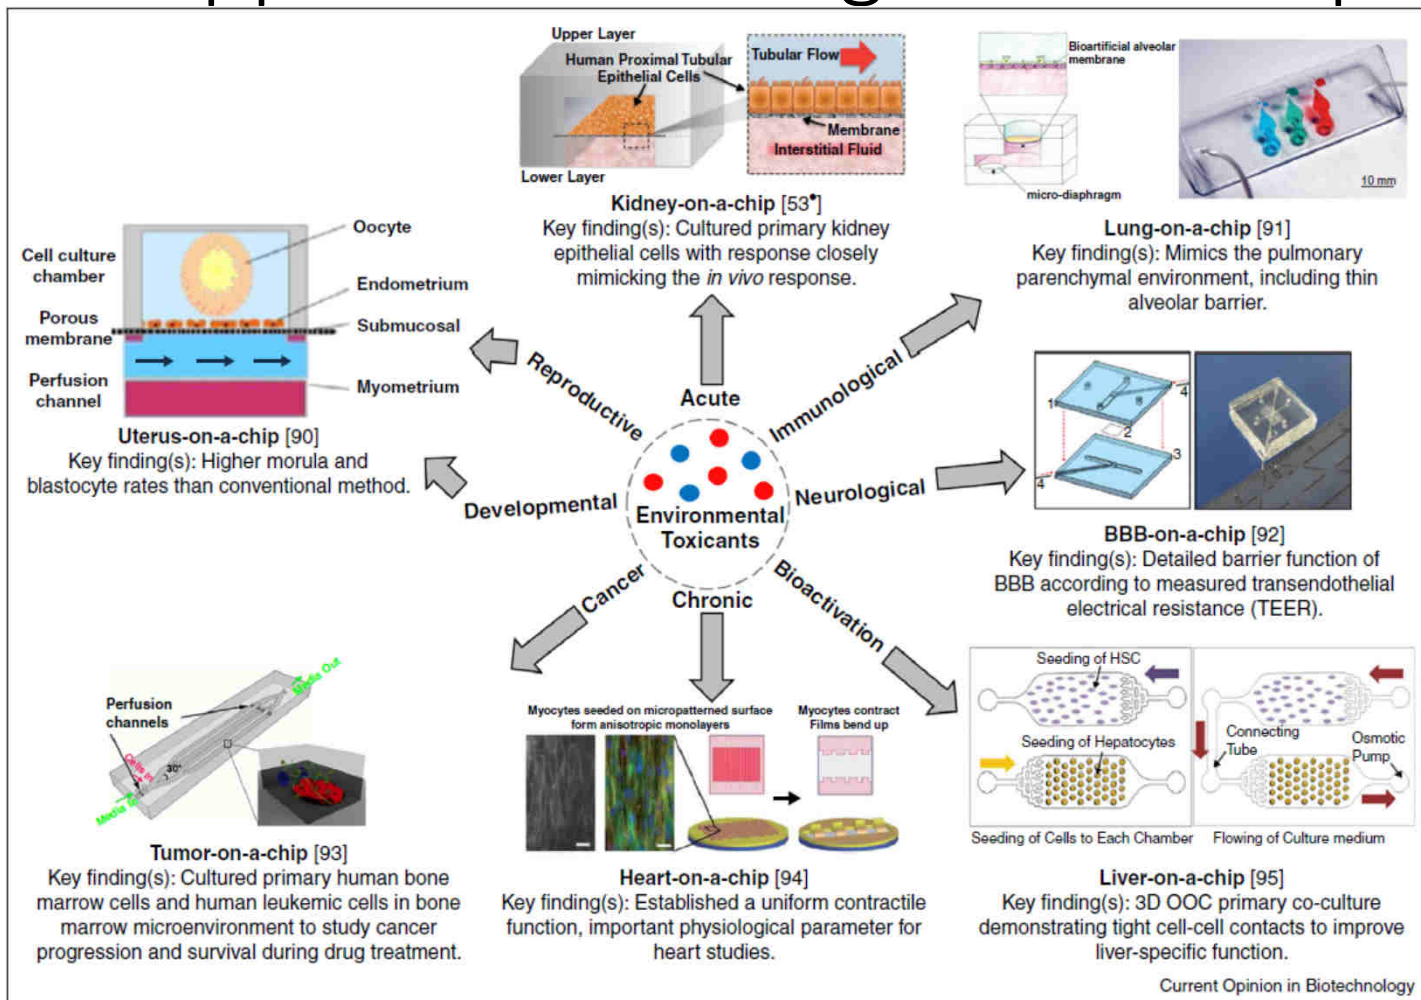 Upper Layer
Human Proximal Tubular
Epithelial Cells
Lower Layer
Tubular Flow
Membrane
Interstitial Fluid
Kidney-on-a-chip [53•]
Key finding(s): Cultured primary kidney
epithelial cells with response closely
mimicking the in vivo response.
Bioartificial alveolar
membrane
micro-diaphragm
10 mm
Lung-on-a-chip [91]
Key finding(s): Mimics the pulmonary
parenchymal environment, including thin
alveolar barrier.
Cell culture
chamber
Porous
membrane
Perfusion
channel
Oocyte
Endometrium
Submucosal
Myometrium
Uterus-on-a-chip [90]
Key finding(s): Higher morula and
blastocyte rates than conventional method.
Reproductive
Acute
Immunological
Developmental
Neurological
Environmental
Toxicants
Cancer
Chronic
Bioactivation
1
2
3
4
4
BBB-on-a-chip [92]
Key finding(s): Detailed barrier function of
BBB according to measured transendothelial
electrical resistance (TEER).
Perfusion
channels
Media Out
Cells In
Media In
30°
Tumor-on-a-chip [93]
Key finding(s): Cultured primary human bone
marrow cells and human leukemic cells in bone
marrow microenvironment to study cancer
progression and survival during drug treatment.
Myocytes seeded on micropatterned surface
form anisotropic monolayers
Myocytes contract
Films bend up
Heart-on-a-chip [94]
Key finding(s): Established a uniform contractile
function, important physiological parameter for
heart studies.
Seeding of HSC
Seeding of Hepatocytes
Connecting
Tube
Osmotic
Pump
Seeding of Cells to Each Chamber
Flowing of Culture medium
Liver-on-a-chip [95]
Key finding(s): 3D OOC primary co-culture
demonstrating tight cell-cell contacts to improve
liver-specific function.
Current Opinion in Biotechnology